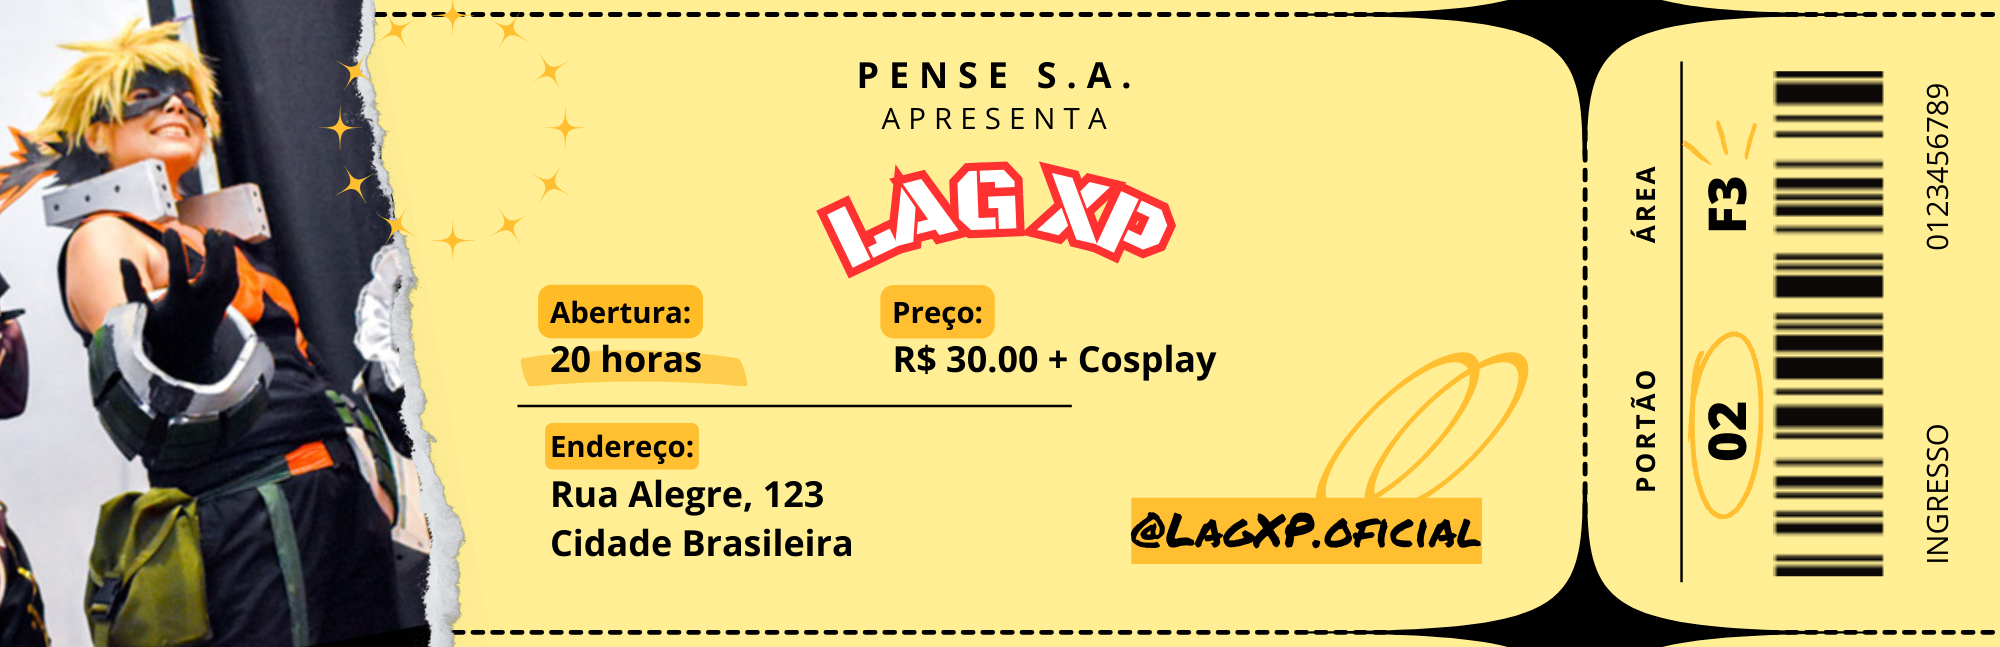 PENSE S.A.
APRESENTA
LAG XP
Abertura:
20 horas
Preço:
R$ 30.00 + Cosplay
Endereço:
Rua Alegre, 123
Cidade Brasileira
@LagXP.oficial
PORTÃO
ÁREA
02
F3
INGRESSO
0123456789